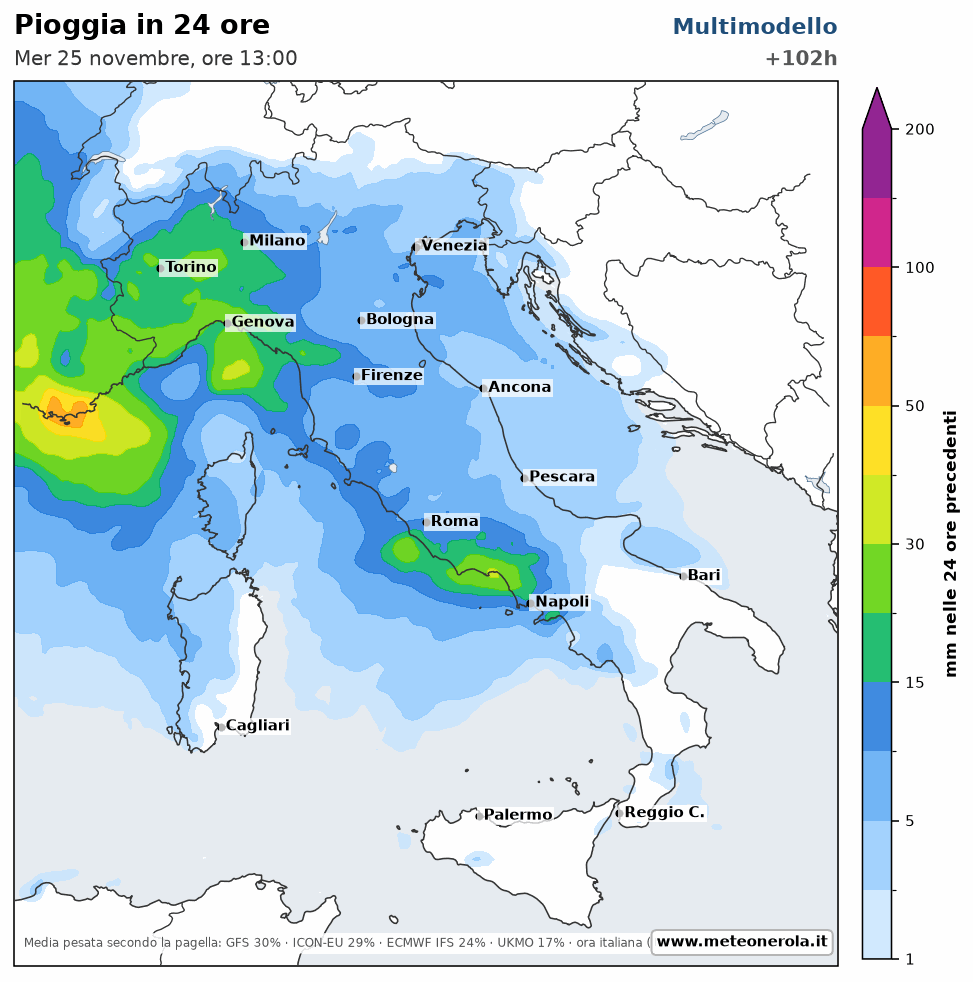 Pioggia in 24 ore
Multimodello
Mer 25 novembre, ore 13:00
+102h
200
100
50
30
15
5
1
mm nelle 24 ore precedenti
Milano
Venezia
Torino
Genova
Bologna
Firenze
Ancona
Pescara
Roma
Bari
Napoli
Cagliari
Palermo
Reggio C.
Media pesata secondo la pagella: GFS 30% · ICON-EU 29% · ECMWF IFS 24% · UKMO 17% · ora italiana (
www.meteonerola.it